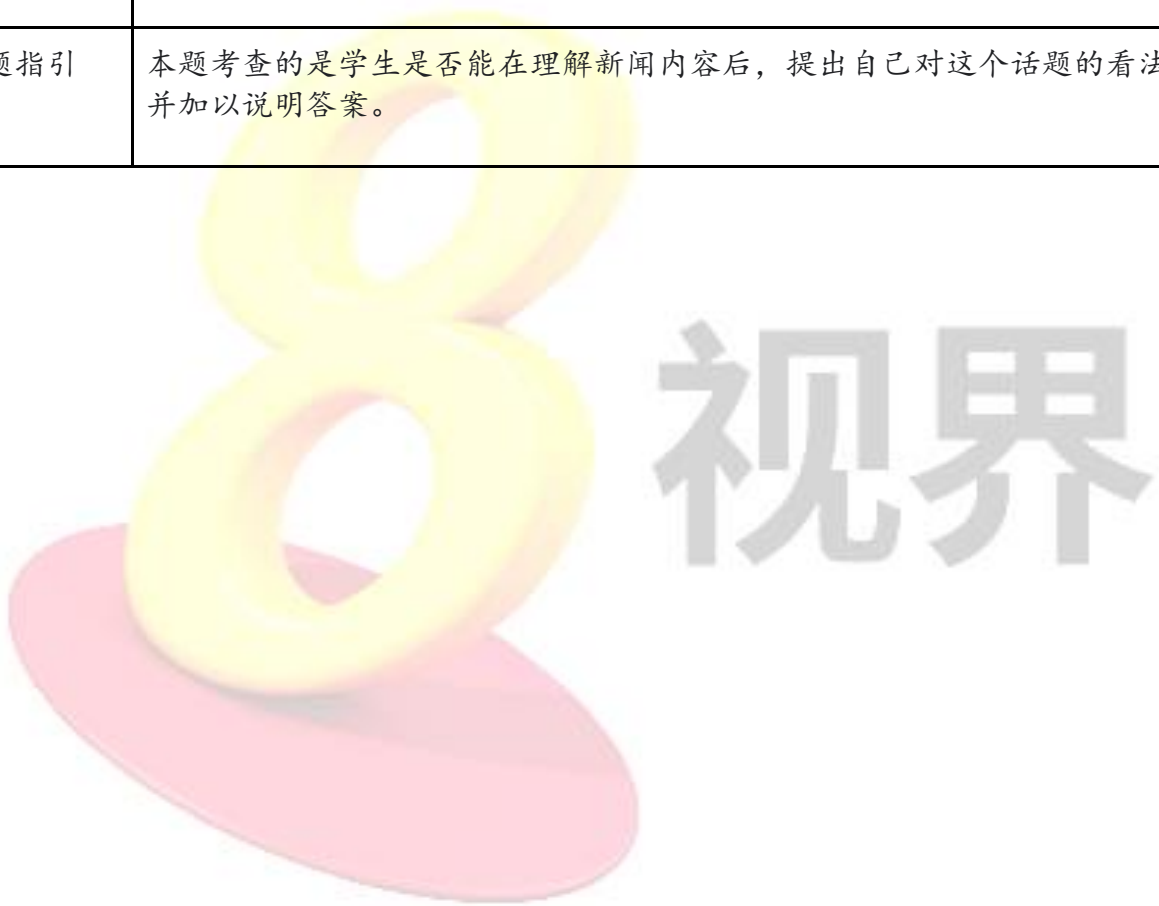 题指引
本题考查的是学生是否能在理解新闻内容后，提出自己对这个话题的看法
并加以说明答案。
8视界